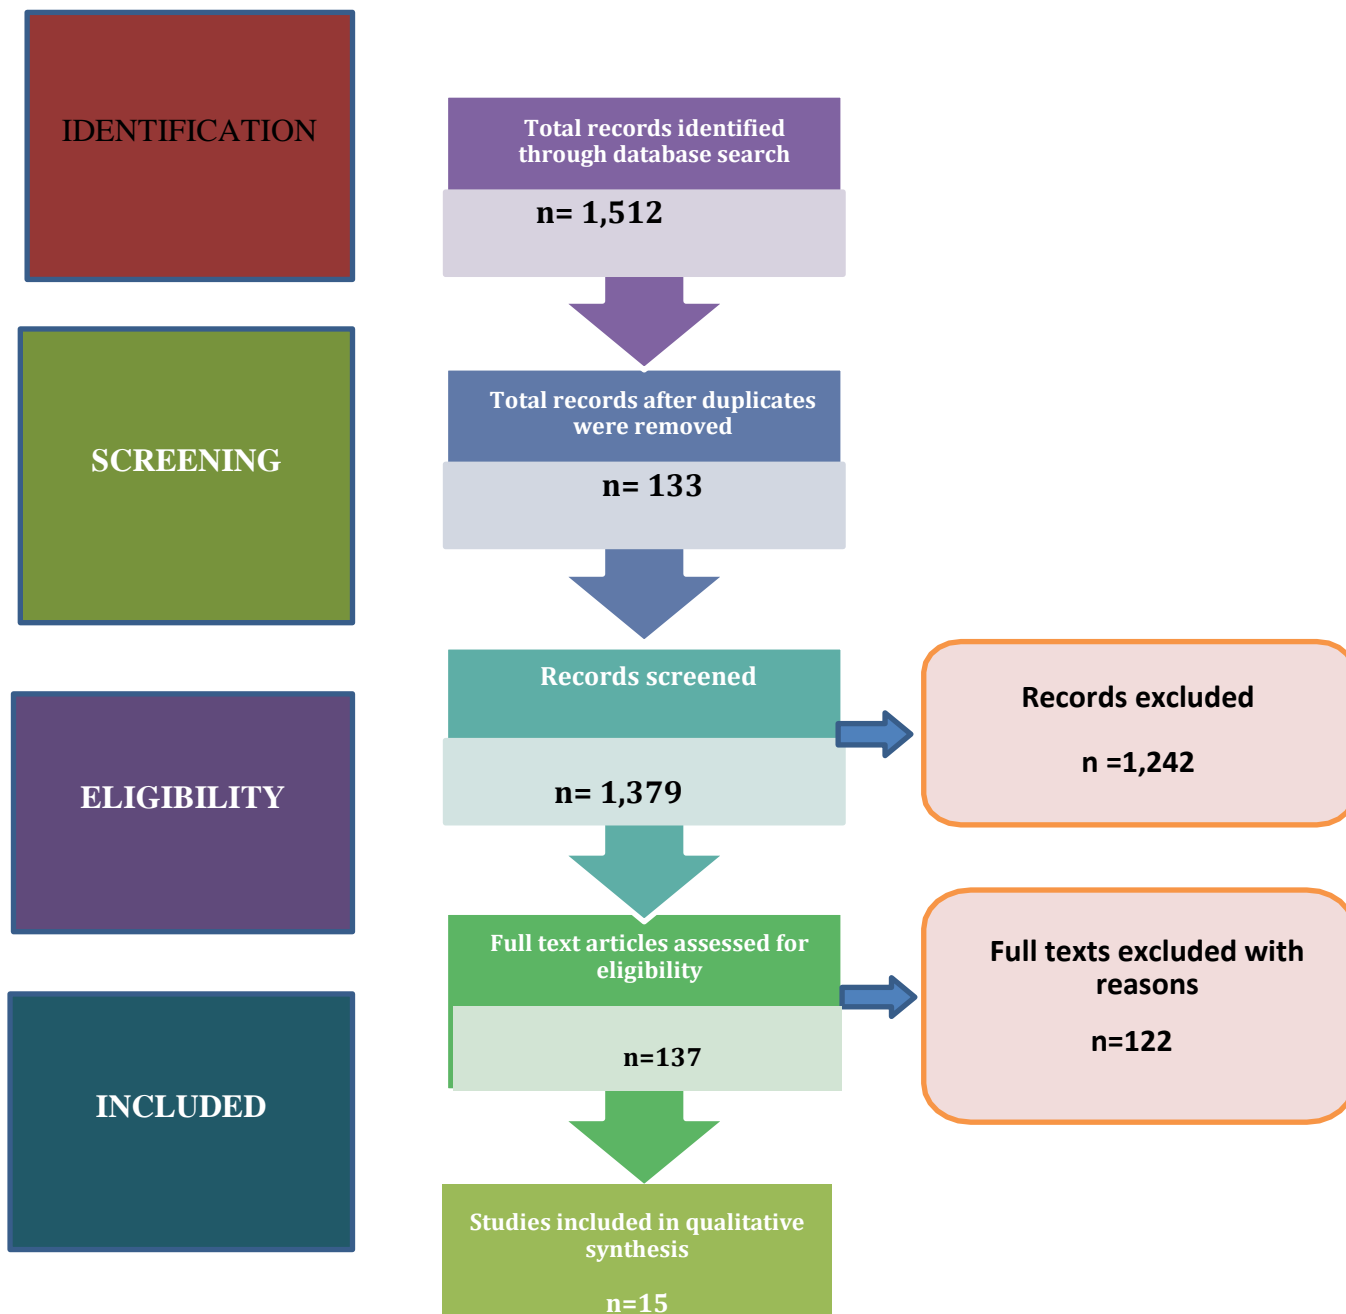 IDENTIFICATION
Total records identified
through database search
n= 1,512
SCREENING
Total records after duplicates
were removed
n= 133
Records screened
n= 1,379
Records excluded
n =1,242
ELIGIBILITY
Full text articles assessed for
eligibility
n=137
Full texts excluded with
reasons
n=122
INCLUDED
Studies included in qualitative
synthesis
n=15